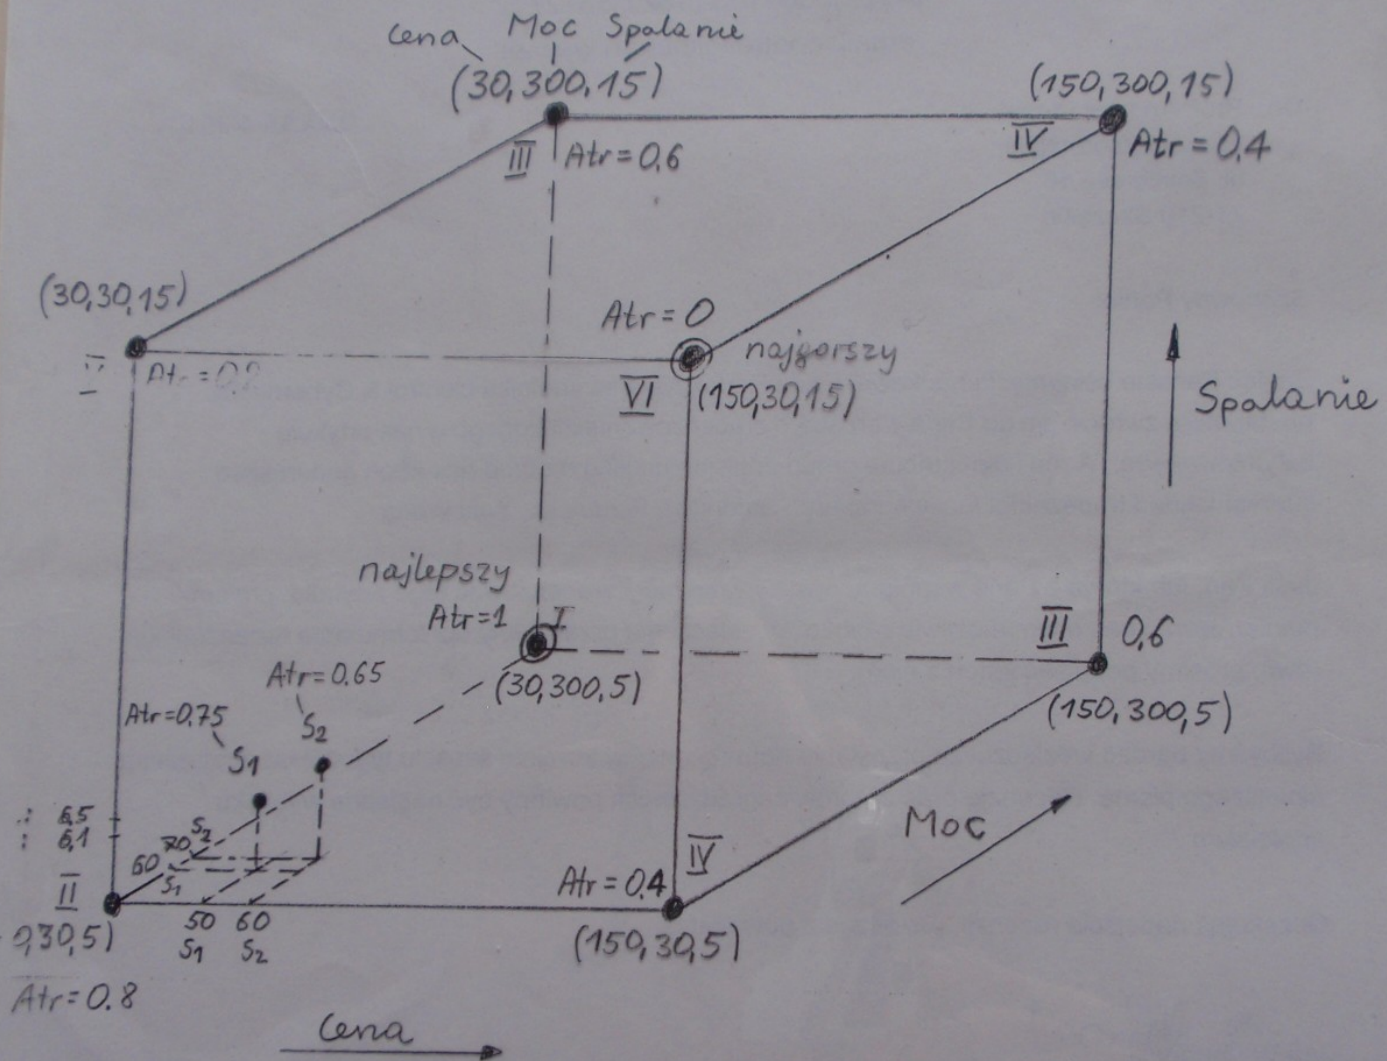 Cena Moc Spalanie
(30,300,15)
(150,300,15)
III Atr=0,6
IV
Atr=0.4
(30,30,15)
V
Atr=0
najgorszy
VI (150,30,15)
Spalanie
najlepszy
Atr=1 I
(30,300,5)
III 0,6
(150,300,5)
Atr=0.65
Atr=0.75
S2
S1
6,5
6,1
S2
70
60
S1
II
Moc
IV
Atr=0.4
50 60
S1 S2
0,30,5)
(150,30,5)
Atr=0.8
Cena